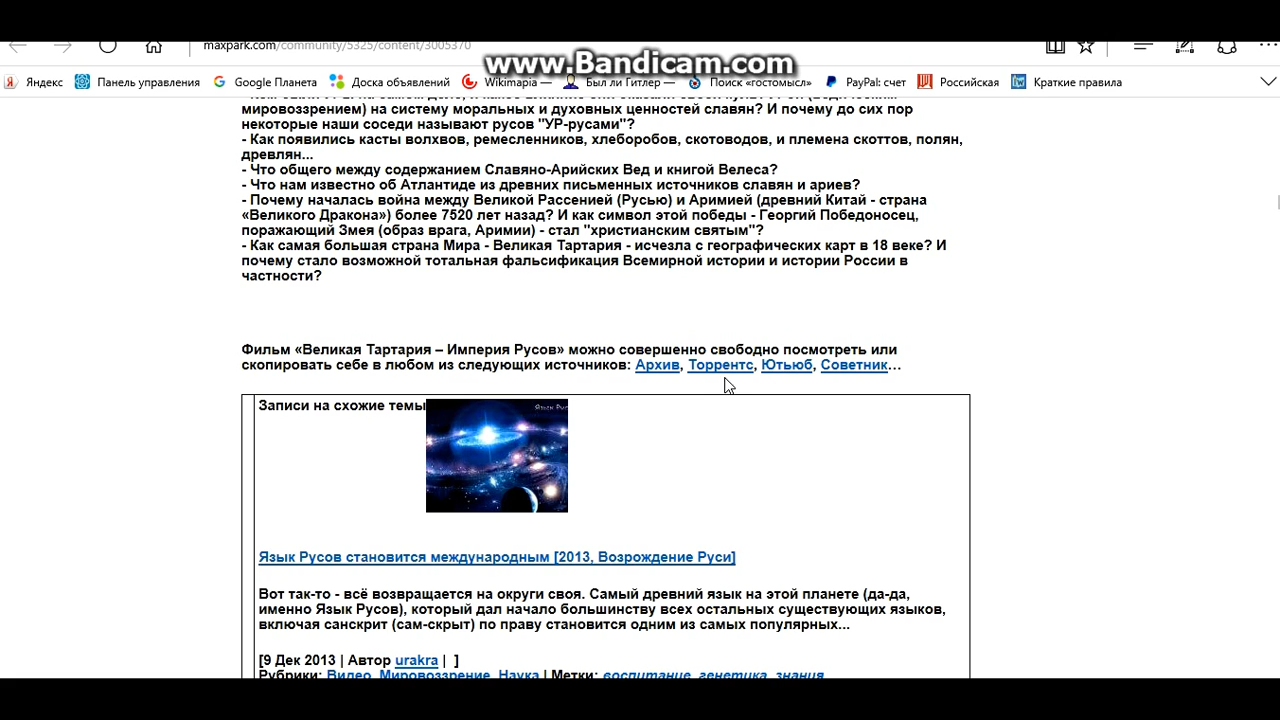 maxpark.com/community/5325/content/3005370
www.Bandicam.com
Яндекс Панель управления Google Планета Доска объявлений Wikimapia Был ли Гитлер - Поиск «гостомысл» PayPal: счет Российская Краткие правила
мировоззрением) на систему моральных и духовных ценностей славян? И почему до сих пор
некоторые наши соседи называют русов "УР-русами"?
- Как появились касты волхвов, ремесленников, хлеборобов, скотоводов, и племена скоттов, полян,
древлян...
- Что общего между содержанием Славяно-Арийских Вед и книгой Велеса?
- Что нам известно об Атлантиде из древних письменных источников славян и ариев?
- Почему началась война между Великой Рассенией (Русью) и Аримией (древний Китай - страна
«Великого Дракона») более 7520 лет назад? И как символ этой победы - Георгий Победоносец,
поражающий Змея (образ врага, Аримии) - стал "христианским святым"?
- Как самая большая страна Мира - Великая Тартария - исчезла с географических карт в 18 веке? И
почему стало возможной тотальная фальсификация Всемирной истории и истории России в
частности?
Фильм «Великая Тартария – Империя Русов» можно совершенно свободно посмотреть или
скопировать себе в любом из следующих источников: Архив, Торрентс, Ютьюб, Советник...
Записи на схожие темы
Язык Рус
Язык Русов становится международным [2013, Возрождение Руси]
Вот так-то - всё возвращается на округи своя. Самый древний язык на этой планете (да-да,
именно Язык Русов), который дал начало большинству всех остальных существующих языков,
включая санскрит (сам-скрыт) по праву становится одним из самых популярных...
[9 Дек 2013 | Автор urakra | ]
Рубрики: Видео, Мировоззрение, Наука | Метки: воспитание, генетика, знания